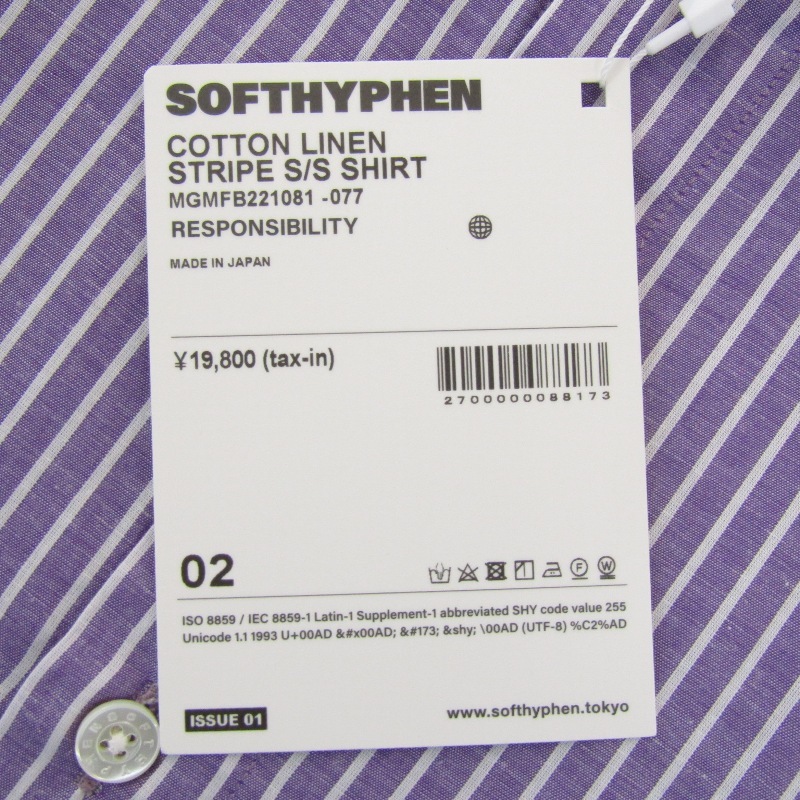 SOFTHYPHEN
COTTON LINEN
STRIPE S/S SHIRT
MGMFB221081 -077
RESPONSIBILITY
MADE IN JAPAN
¥19,800 (tax-in)
2700000088173
02
F
W
ISO 8859 / IEC 8859-1 Latin-1 Supplement-1 abbreviated SHY code value 255
Unicode 1.1 1993 U+00AD &#x00AD; &#173; &shy; \00AD (UTF-8) %C2%AD
ISSUE 01
www.softhyphen.tokyo